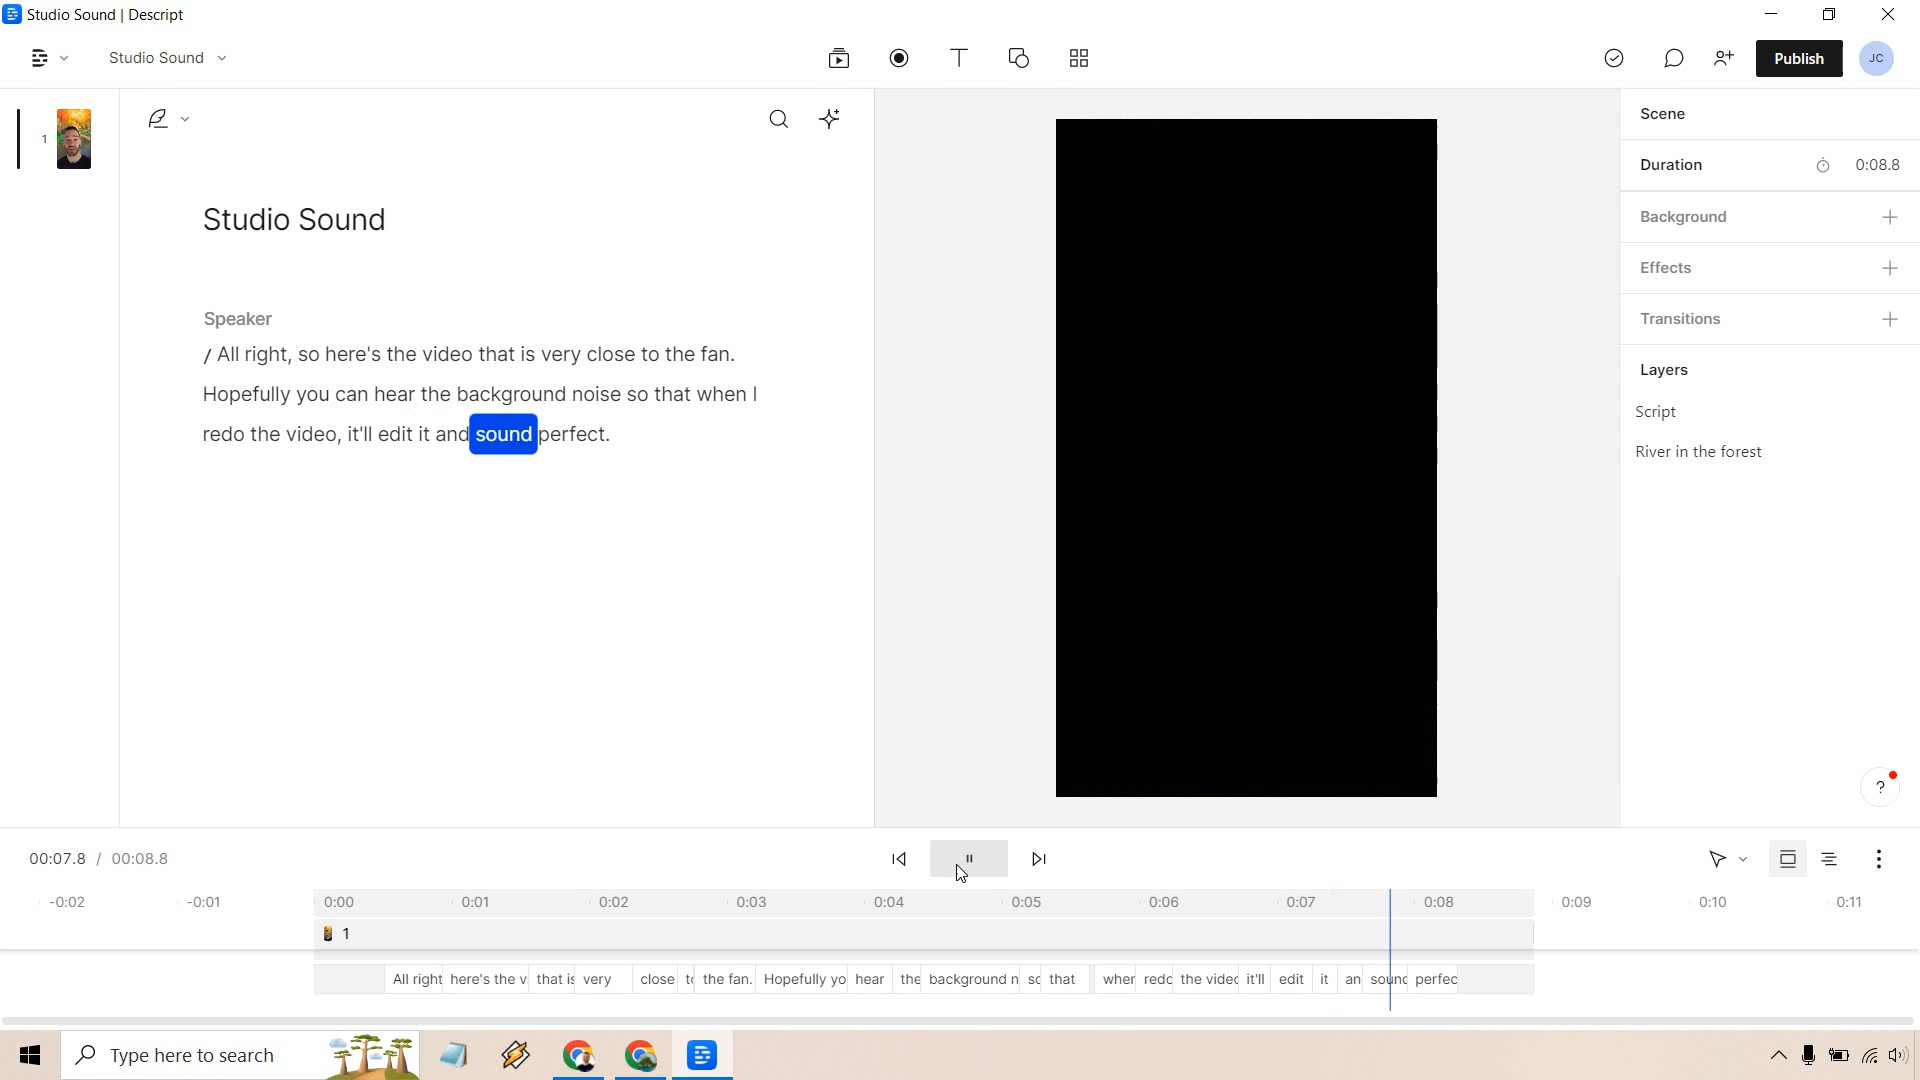 Studio Sound | Descript
Studio Sound
Publish
JC
1
Studio Sound
Speaker
/ All right, so here's the video that is very close to the fan.
Hopefully you can hear the background noise so that when I
redo the video, it'll edit it and sound perfect.
Scene
Duration 0:08.8
Background
Effects
Transitions
Layers
Script
River in the forest
?
00:07.8 / 00:08.8
-0:02 -0:01 0:00 0:01 0:02 0:03 0:04 0:05 0:06 0:07 0:08 0:09 0:10 0:11
1
All right here's the v that is very close to the fan. Hopefully yo hear the background n so that when redo the video it'll edit it an sound perfec
Type here to search